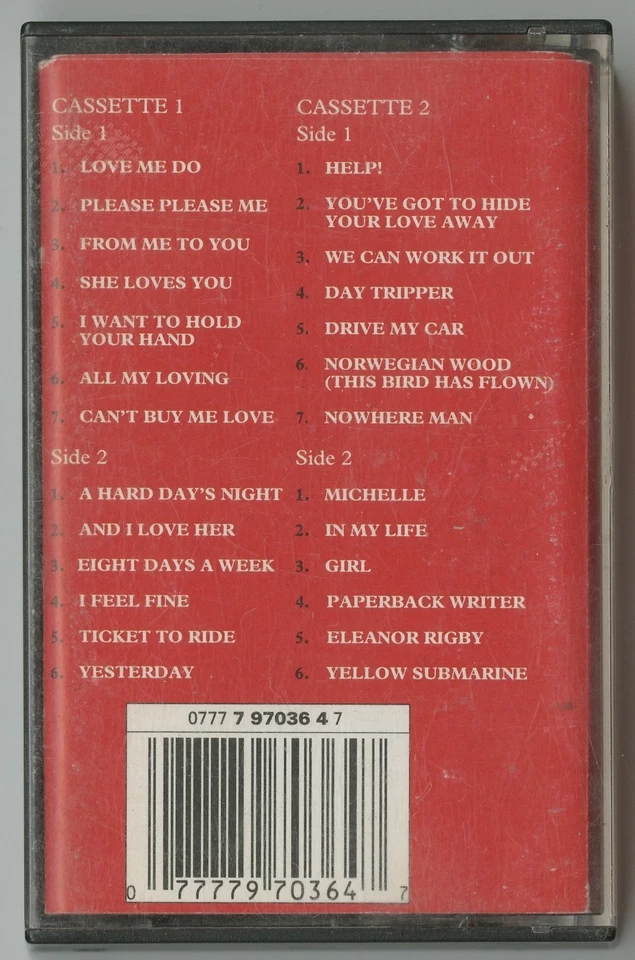 CASSETTE 1
Side 1
1. LOVE ME DO
2. PLEASE PLEASE ME
3. FROM ME TO YOU
4. SHE LOVES YOU
5. I WANT TO HOLD
YOUR HAND
6. ALL MY LOVING
7. CAN'T BUY ME LOVE
Side 2
1. A HARD DAY'S NIGHT
2. AND I LOVE HER
3. EIGHT DAYS A WEEK
4. I FEEL FINE
5. TICKET TO RIDE
6. YESTERDAY
CASSETTE 2
Side 1
1. HELP!
2. YOU'VE GOT TO HIDE
YOUR LOVE AWAY
3. WE CAN WORK IT OUT
4. DAY TRIPPER
5. DRIVE MY CAR
6. NORWEGIAN WOOD
(THIS BIRD HAS FLOWN)
7. NOWHERE MAN
Side 2
1. MICHELLE
2. IN MY LIFE
3. GIRL
4. PAPERBACK WRITER
5. ELEANOR RIGBY
6. YELLOW SUBMARINE
0777 7 97036 4 7
0 77779 70364 7